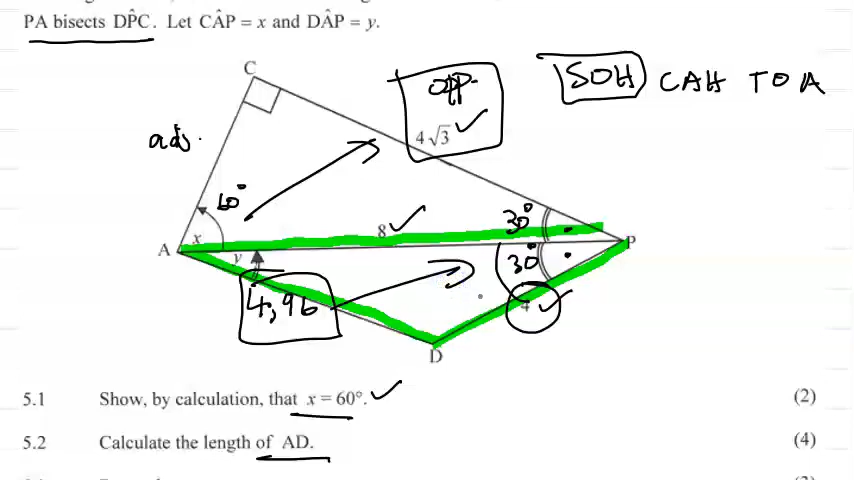 PA bisects DP̂C. Let CÂP = x and DÂP = y.
C
opp.
SOH CAH TOA
adj.
4√3
60°
30°
8
x
A
P
y
30°
4,96
4
D
5.1 Show, by calculation, that x = 60°. (2)
5.2 Calculate the length of AD. (4)